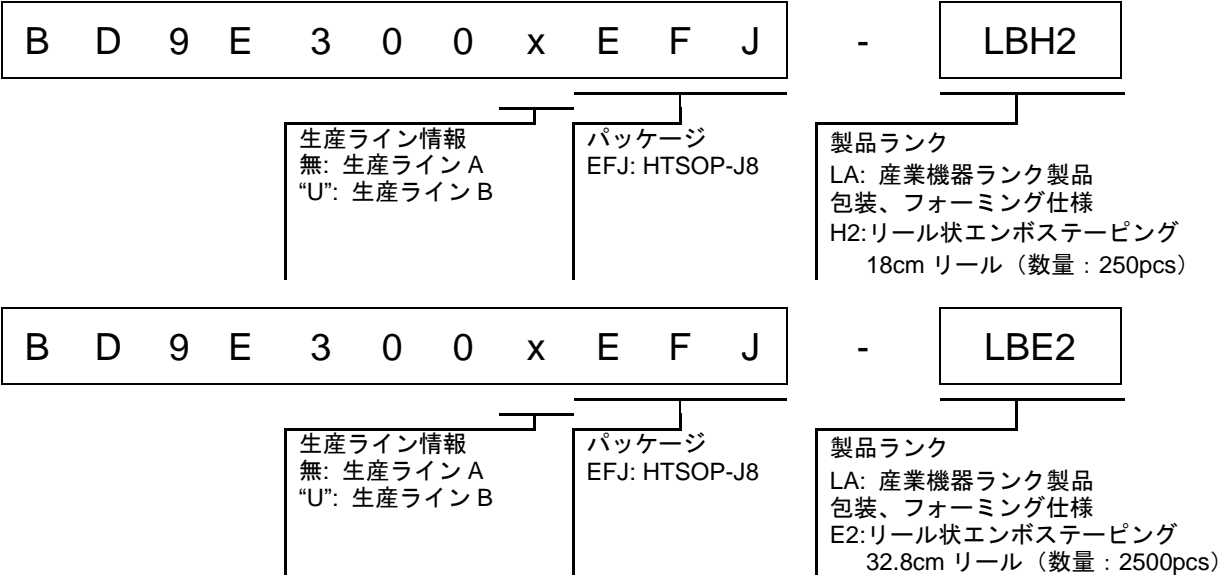 B D 9 E 3 0 0 x E F J - LBH2
生産ライン情報
無: 生産ライン A
“U”: 生産ライン B
パッケージ
EFJ: HTSOP-J8
製品ランク
LA: 産業機器ランク製品
包装、フォーミング仕様
H2:リール状エンボステーピング
18cm リール（数量：250pcs）
B D 9 E 3 0 0 x E F J - LBE2
生産ライン情報
無: 生産ライン A
“U”: 生産ライン B
パッケージ
EFJ: HTSOP-J8
製品ランク
LA: 産業機器ランク製品
包装、フォーミング仕様
E2:リール状エンボステーピング
32.8cm リール（数量：2500pcs）